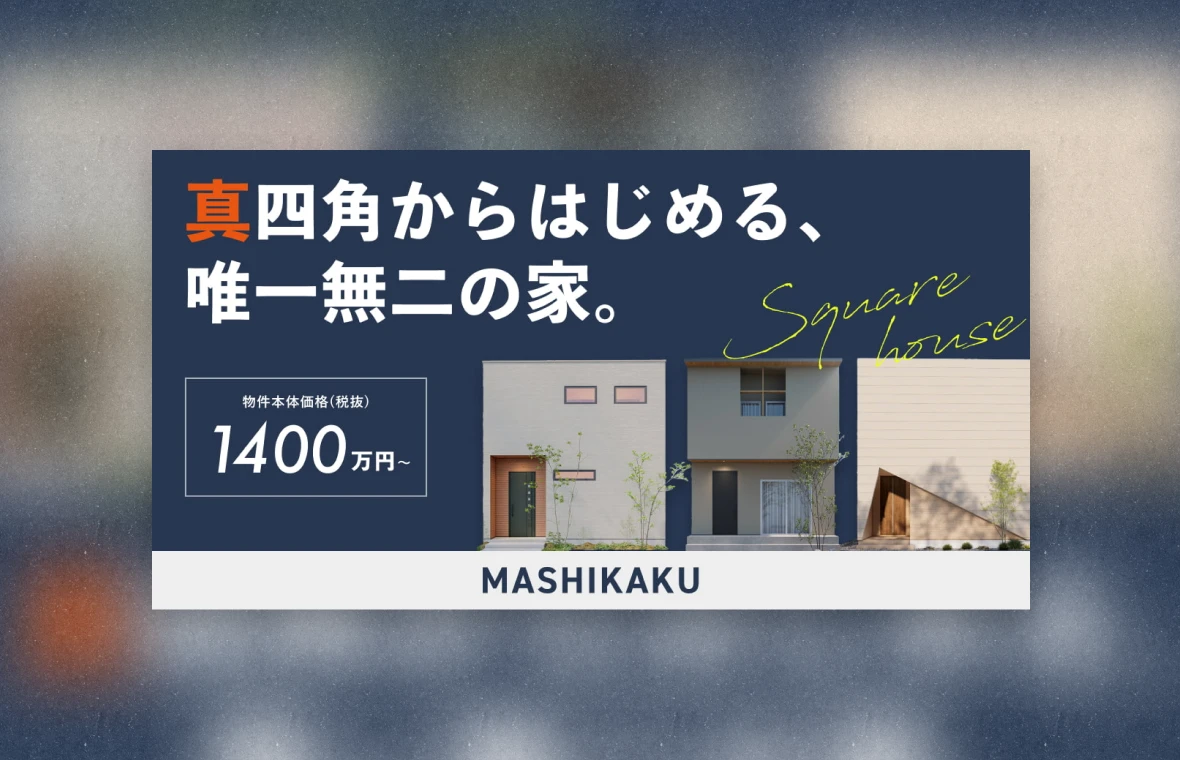 真四角からはじめる、
唯一無二の家。
Square
house
物件本体価格(税抜)
1400万円~
MASHIKAKU